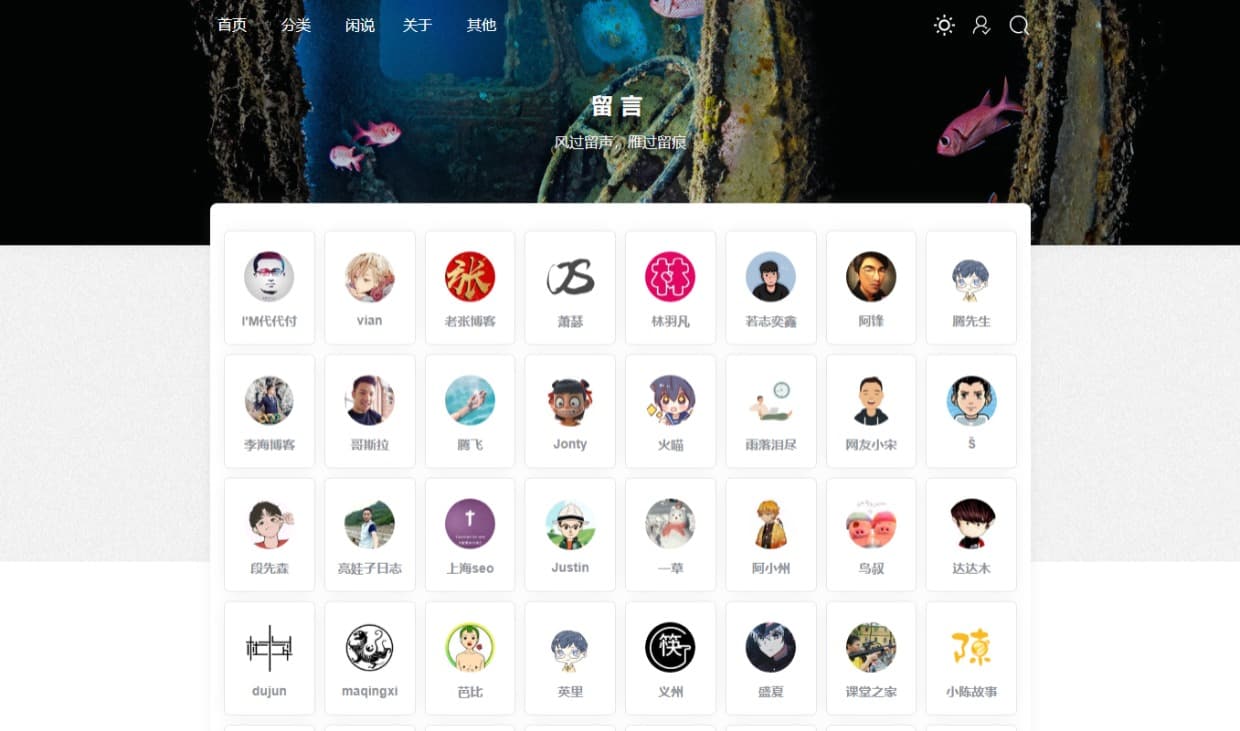 首页 分类 闲说 关于 其他
留言
风过留声，雁过留痕
张
JS
林
I'M代代付 vian 老张博客 萧瑟 林羽凡 若志奕鑫 阿锋 腾先生
李海博客 哥斯拉 腾飞 Jonty 火喵 雨落泪尽 网友小宋 Š
段先森 亮娃子日志 上海seo Justin 一草 阿小州 鸟叔 达达木
筷
dujun maqingxi 芭比 英里 义州 盛夏 课堂之家 小陈故事